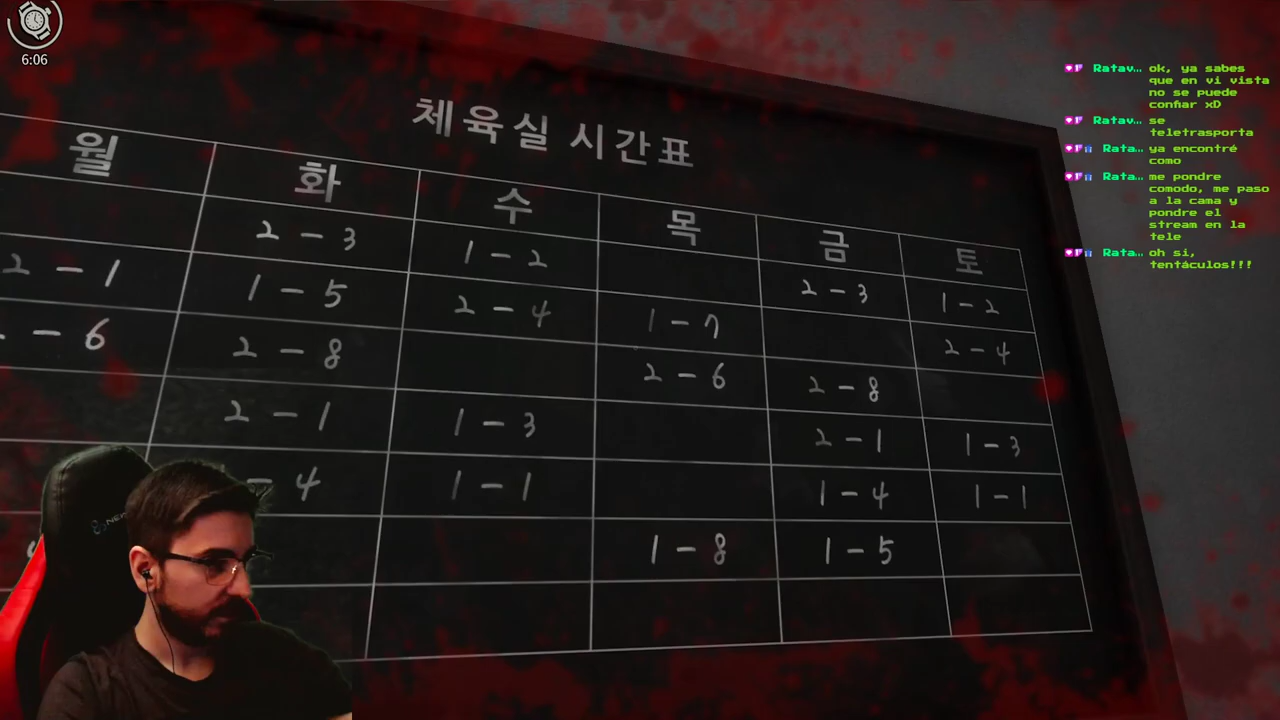 6:06
체육실 시간표
월 화 수 목 금 토
2-3 1-2 2-3 1-2
2-1 1-5 2-4 1-7 2-4
-6 2-8 2-6 2-8
2-1 1-3 2-1 1-3
-4 1-1 1-4 1-1
1-8 1-5
Ratav... ok, ya sabes
que en vi vista
no se puede
confiar xD
Ratav... se
teletrasporta
Rata... ya encontré
como
Rata... me pondre
comodo, me paso
a la cama y
pondre el
stream en la
tele
Rata... oh si,
tentáculos!!!